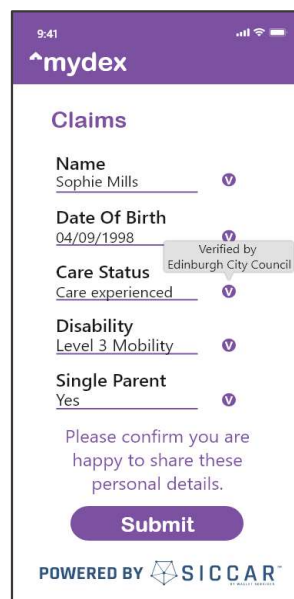 9:41
^mydex
Claims
Name
Sophie Mills
Date Of Birth
04/09/1998
Verified by
Edinburgh City Council
Care Status
Care experienced
Disability
Level 3 Mobility
Single Parent
Yes
Please confirm you are
happy to share these
personal details.
Submit
POWERED BY SICCAR